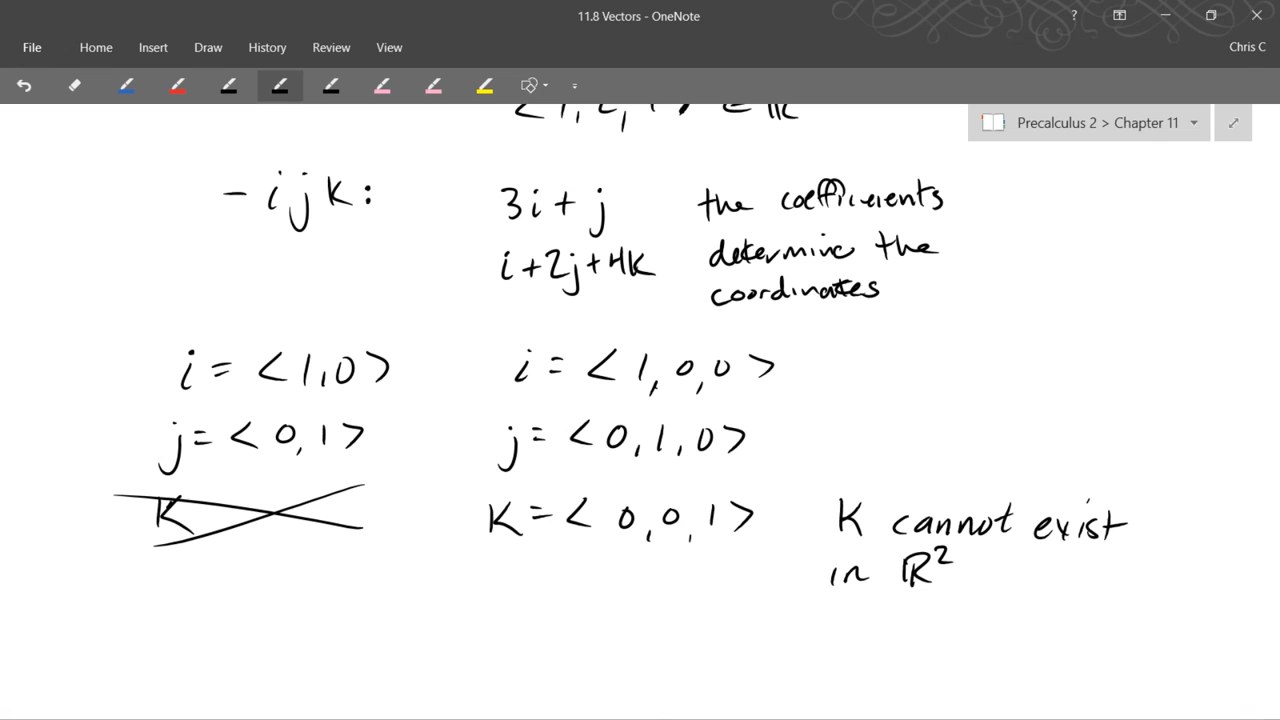 11.8 Vectors - OneNote
?
File Home Insert Draw History Review View
Chris C
Precalculus 2 > Chapter 11
- i j k: 3i + j the coefficients
i + 2j + 4k determine the
coordinates
i = < 1, 0 > i = < 1, 0, 0 >
j = < 0, 1 > j = < 0, 1, 0 >
K K = < 0, 0, 1 > K cannot exist
in ℝ²